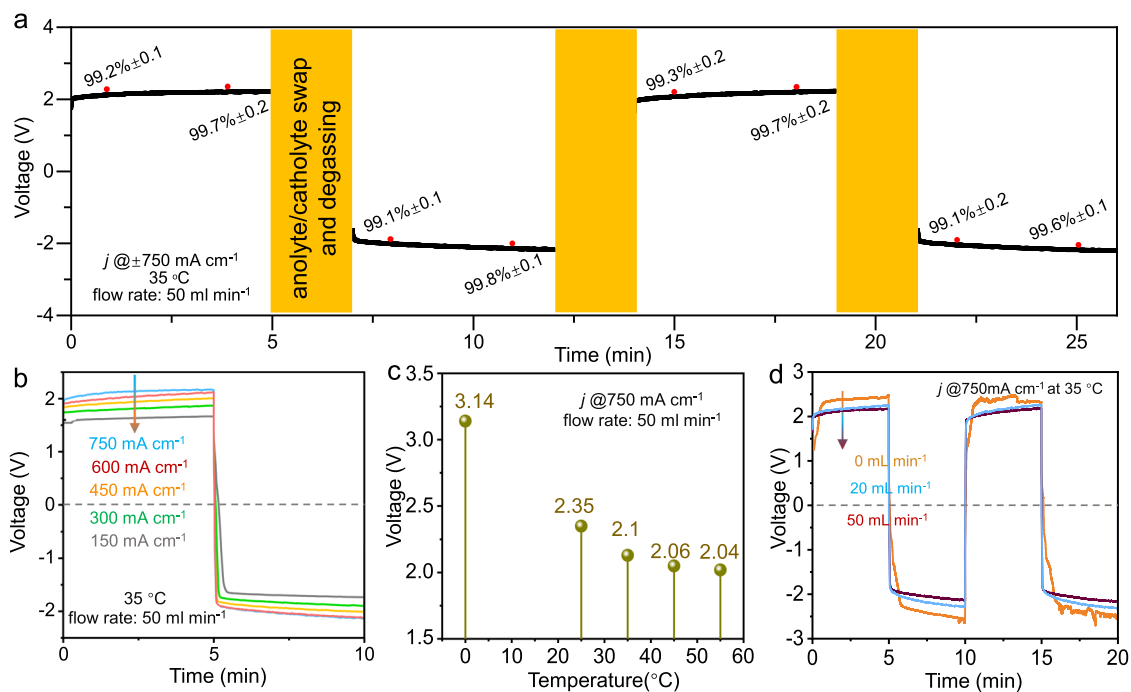 a
4
2
0
-2
-4
Voltage (V)
99.2%±0.1
99.7%±0.2
anolyte/catholyte swap
and degassing
99.1%±0.1
99.8%±0.1
99.3%±0.2
99.7%±0.2
99.1%±0.2
99.6%±0.1
j @±750 mA cm⁻¹
35 °C
flow rate: 50 ml min⁻¹
0
5
10
15
20
25
Time (min)
b
2
1
0
-1
-2
Voltage (V)
750 mA cm⁻¹
600 mA cm⁻¹
450 mA cm⁻¹
300 mA cm⁻¹
150 mA cm⁻¹
35 °C
flow rate: 50 ml min⁻¹
0
5
10
Time (min)
c
3.5
3.0
2.5
2.0
1.5
Voltage (V)
j @750 mA cm⁻¹
flow rate: 50 ml min⁻¹
3.14
2.35
2.1
2.06
2.04
0
10
20
30
40
50
60
Temperature(°C)
d
3
2
1
0
-1
-2
-3
Voltage (V)
j @750mA cm⁻¹ at 35 °C
0 mL min⁻¹
20 mL min⁻¹
50 mL min⁻¹
0
5
10
15
20
Time (min)